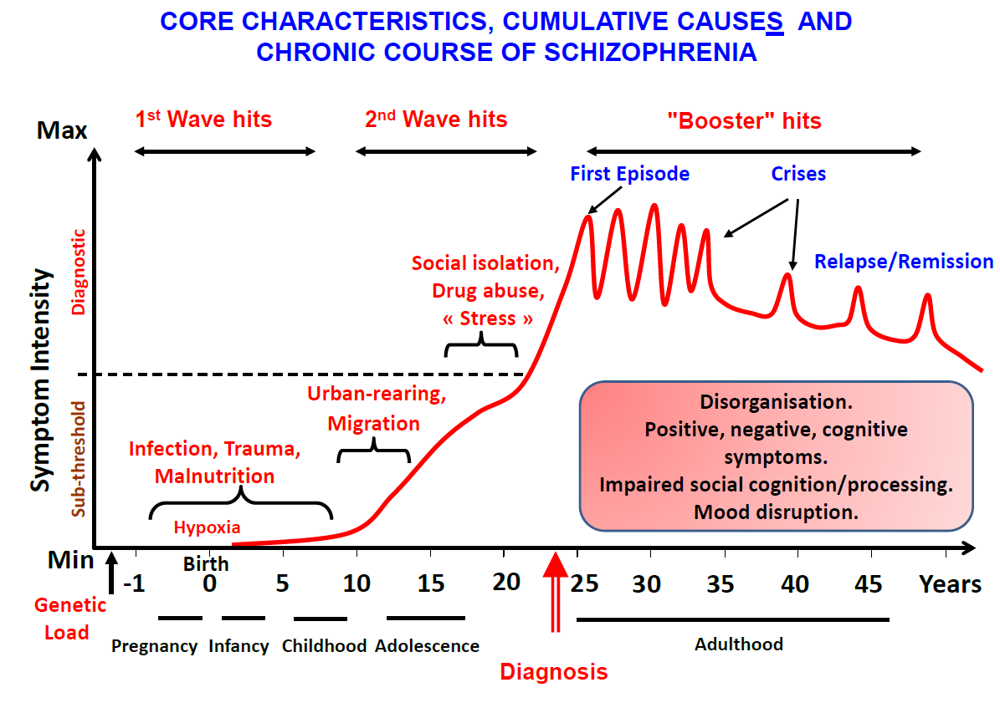 CORE CHARACTERISTICS, CUMULATIVE CAUSES AND
CHRONIC COURSE OF SCHIZOPHRENIA
1st Wave hits
2nd Wave hits
"Booster" hits
Max
First Episode
Crises
Diagnostic
Social isolation,
Drug abuse,
« Stress »
Relapse/Remission
Symptom Intensity
Sub-threshold
Urban-rearing,
Migration
Infection, Trauma,
Malnutrition
Hypoxia
Disorganisation.
Positive, negative, cognitive
symptoms.
Impaired social cognition/processing.
Mood disruption.
Min
Birth
-1 0 5 10 15 20 25 30 35 40 45 Years
Genetic
Load
Pregnancy Infancy Childhood Adolescence
Adulthood
Diagnosis